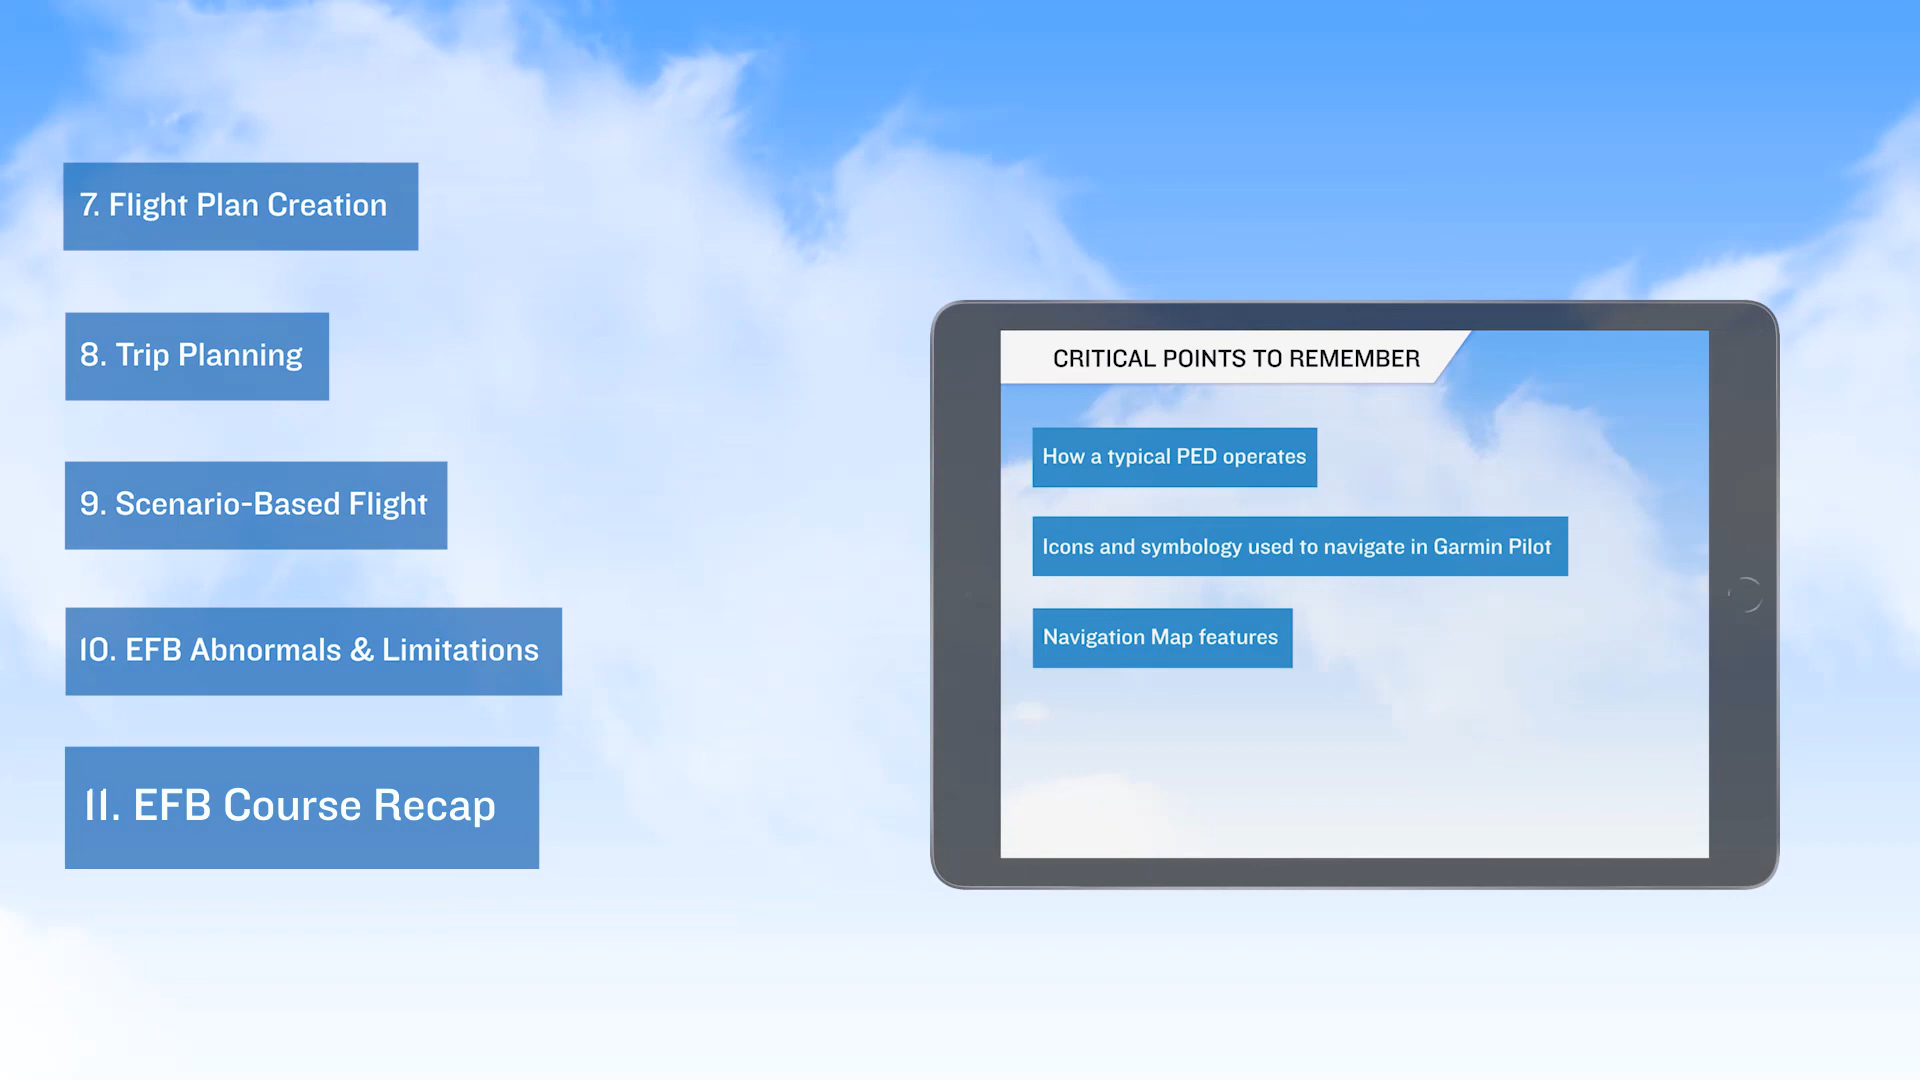 7. Flight Plan Creation
8. Trip Planning
9. Scenario-Based Flight
10. EFB Abnormals & Limitations
11. EFB Course Recap
CRITICAL POINTS TO REMEMBER
How a typical PED operates
Icons and symbology used to navigate in Garmin Pilot
Navigation Map features